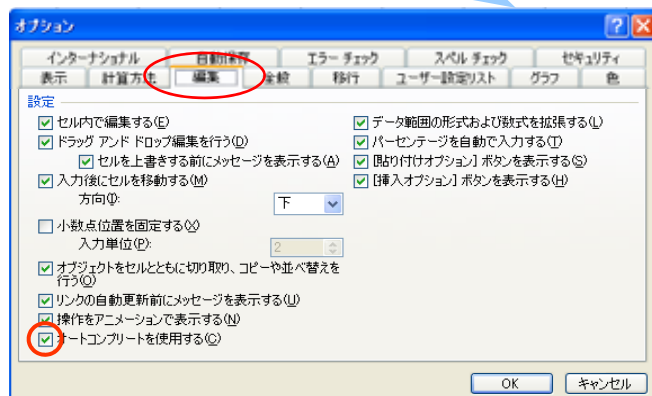 オプション
インターナショナル 自動保存 エラー チェック スペル チェック セキュリティ
表示 計算方法 編集 全般 移行 ユーザー設定リスト グラフ 色
設定
セル内で編集する(E)
ドラッグ アンド ドロップ編集を行う(D)
セルを上書きする前にメッセージを表示する(A)
入力後にセルを移動する(M)
方向(I):
下
小数点位置を固定する(X)
入力単位(P):
2
オブジェクトをセルとともに切り取り、コピーや並べ替えを
行う(O)
リンクの自動更新前にメッセージを表示する(U)
操作をアニメーションで表示する(N)
オートコンプリートを使用する(C)
データ範囲の形式および数式を拡張する(L)
パーセンテージを自動で入力する(T)
[貼り付けオプション] ボタンを表示する(S)
[挿入オプション] ボタンを表示する(H)
OK キャンセル